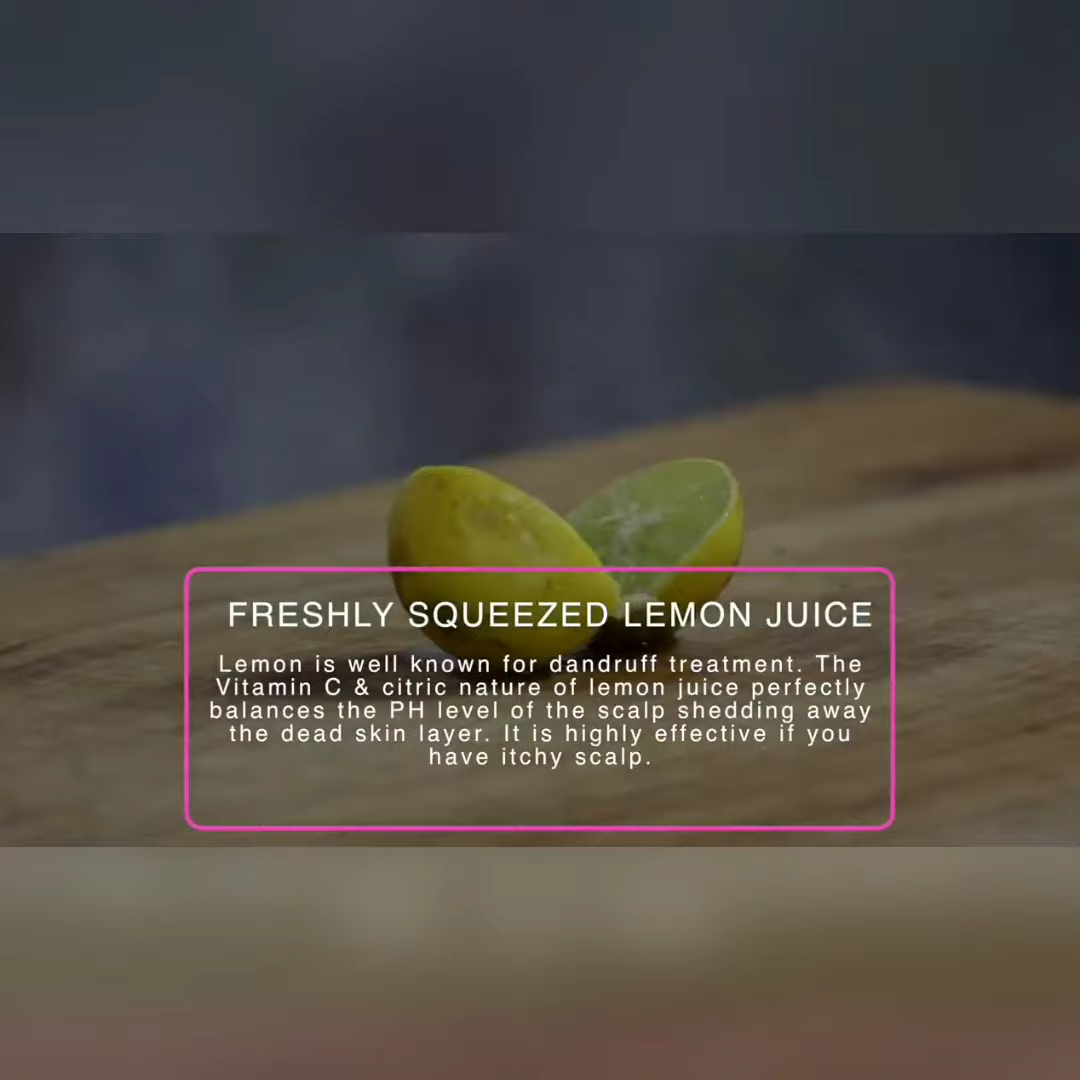 FRESHLY SQUEEZED LEMON JUICE
Lemon is well known for dandruff treatment. The
Vitamin C & citric nature of lemon juice perfectly
balances the PH level of the scalp shedding away
the dead skin layer. It is highly effective if you
have itchy scalp.